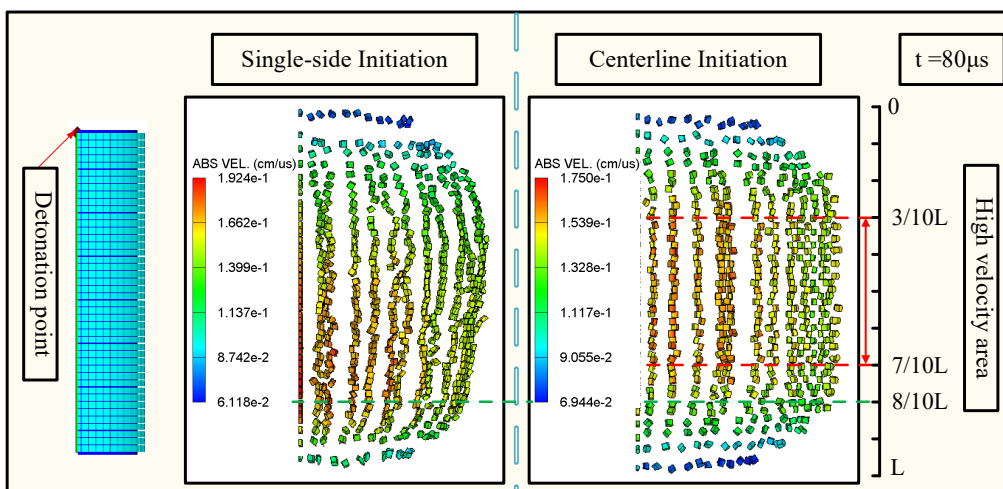 Single-side Initiation
Centerline Initiation
t =80μs
Detonation point
ABS VEL. (cm/us)
1.924e-1
1.662e-1
1.399e-1
1.137e-1
8.742e-2
6.118e-2
ABS VEL. (cm/us)
1.750e-1
1.539e-1
1.328e-1
1.117e-1
9.055e-2
6.944e-2
0
3/10L
7/10L
8/10L
L
High velocity area